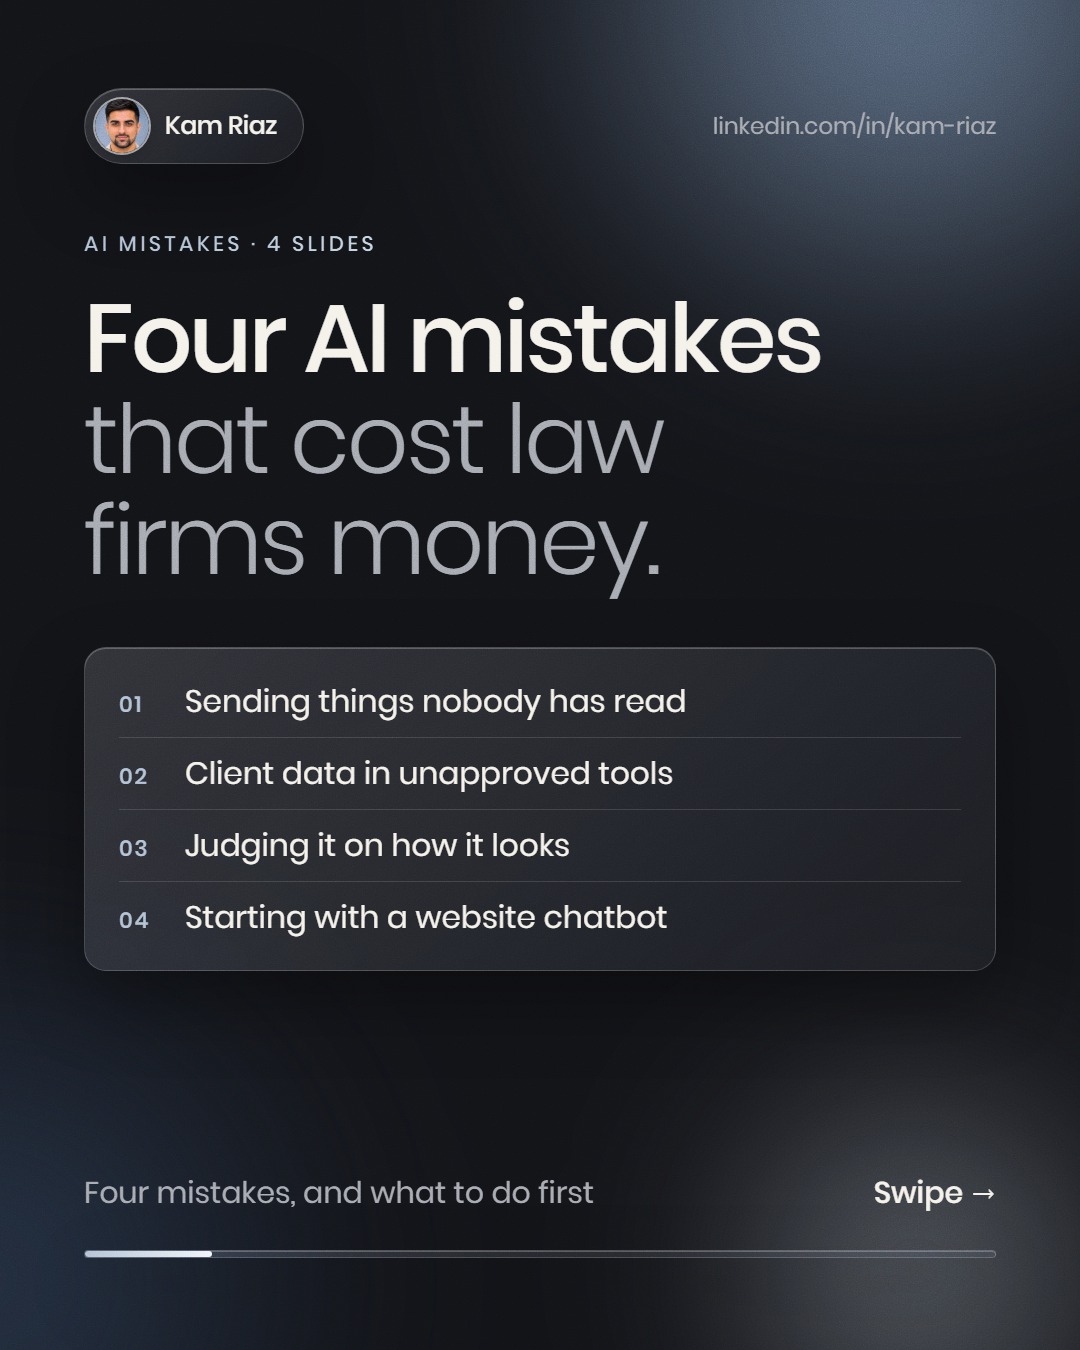 Kam Riaz
linkedin.com/in/kam-riaz
AI MISTAKES · 4 SLIDES
Four AI mistakes
that cost law
firms money.
01 Sending things nobody has read
02 Client data in unapproved tools
03 Judging it on how it looks
04 Starting with a website chatbot
Four mistakes, and what to do first
Swipe →